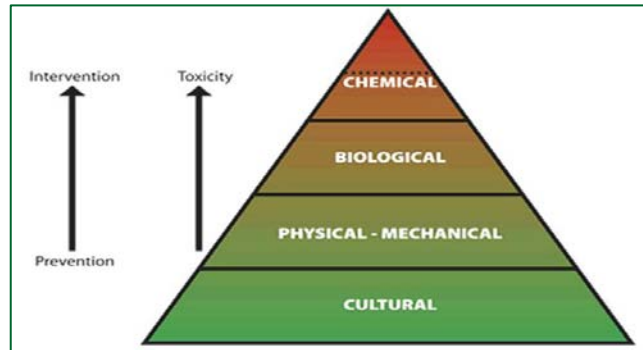 Intervention
Toxicity
CHEMICAL
BIOLOGICAL
PHYSICAL - MECHANICAL
Prevention
CULTURAL